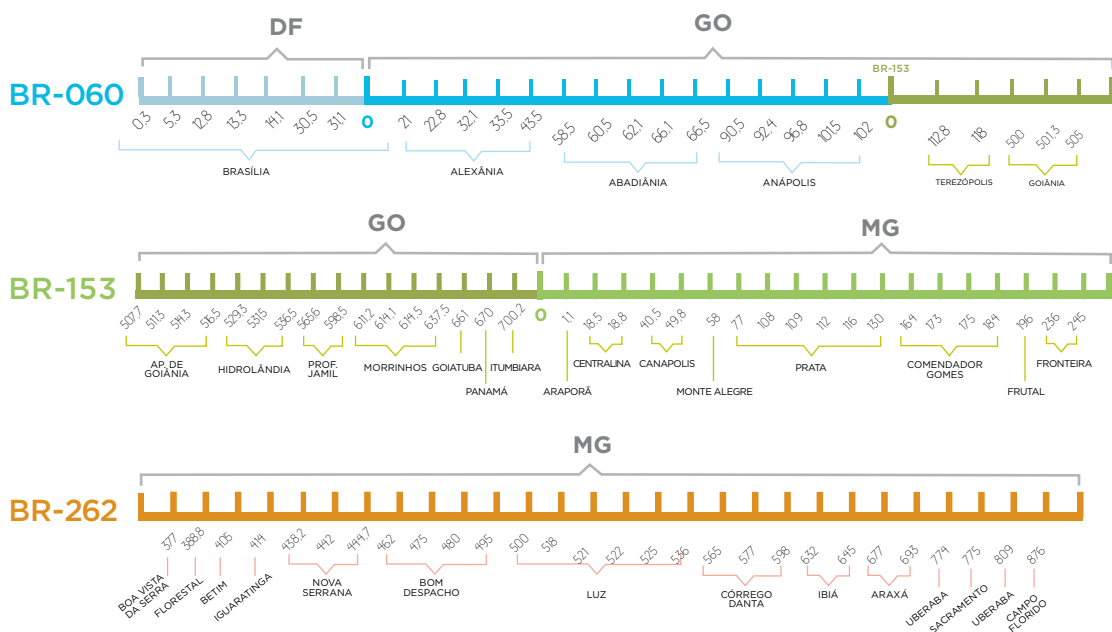 DF GO
BR-153
BR-060
0,3 5,3 12,8 13,3 14,1 30,5 31,1 0 21 22,8 32,1 33,5 43,5 58,5 60,5 62,1 66,1 66,5 90,5 92,4 96,8 101,5 102 0 112,8 118 500 501,3 505
BRASÍLIA ALEXÂNIA ABADIÂNIA ANÁPOLIS TEREZÓPOLIS GOIÂNIA
GO MG
BR-153
507,7 511,3 514,3 516,5 529,3 531,5 536,5 565,6 598,5 611,2 614,1 614,5 637,5 661 670 700,2 0 1,1 18,5 18,8 40,5 49,8 58 77 108 109 112 116 130 164 173 175 184 196 236 245
AP. DE
GOIÂNIA
HIDROLÂNDIA
PROF.
JAMIL
MORRINHOS
GOIATUBA
PANAMÁ
ITUMBIARA
ARAPORÃ
CENTRALINA
CANAPOLIS
MONTE ALEGRE
PRATA
COMENDADOR
GOMES
FRUTAL
FRONTEIRA
MG
BR-262
377 388,8 405 414 438,2 442 444,7 462 475 480 495 500 518 521 522 525 536 565 577 598 632 645 677 693 774 775 809 876
BOA VISTA
DA SERRA
FLORESTAL
BETIM
IGUARATINGA
NOVA
SERRANA
BOM
DESPACHO
LUZ
CÓRREGO
DANTA
IBIÁ
ARAXÁ
UBERABA
SACRAMENTO
UBERABA
CAMPO
FLORIDO